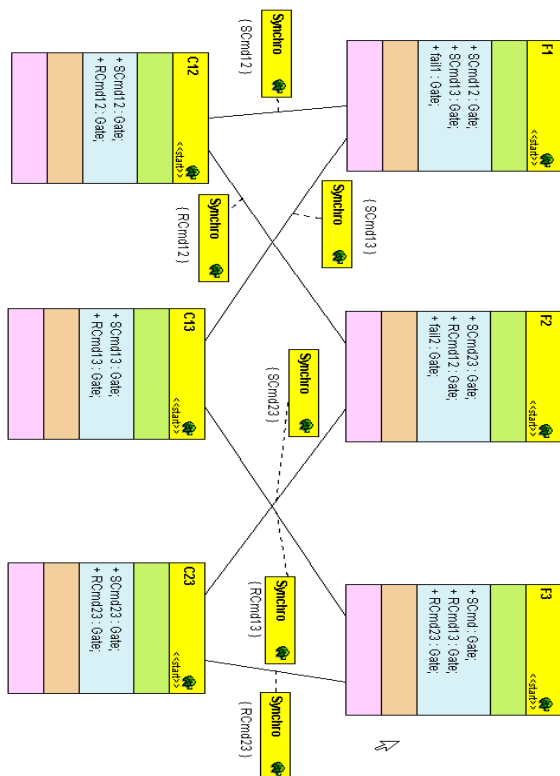 F1
<<start>>
+ SCmd12 : Gate;
+ SCmd13 : Gate;
+ fail1 : Gate;
F2
<<start>>
+ SCmd23 : Gate;
+ RCmd12 : Gate;
+ fail2 : Gate;
F3
<<start>>
+ SCmd : Gate;
+ RCmd13 : Gate;
+ RCmd23 : Gate;
Synchro
{ SCmd12 }
Synchro
{ SCmd13 }
Synchro
{ RCmd12 }
Synchro
{ SCmd23 }
Synchro
{ RCmd13 }
Synchro
{ RCmd23 }
C12
<<start>>
+ SCmd12 : Gate;
+ RCmd12 : Gate;
C13
<<start>>
+ SCmd13 : Gate;
+ RCmd13 : Gate;
C23
<<start>>
+ SCmd23 : Gate;
+ RCmd23 : Gate;